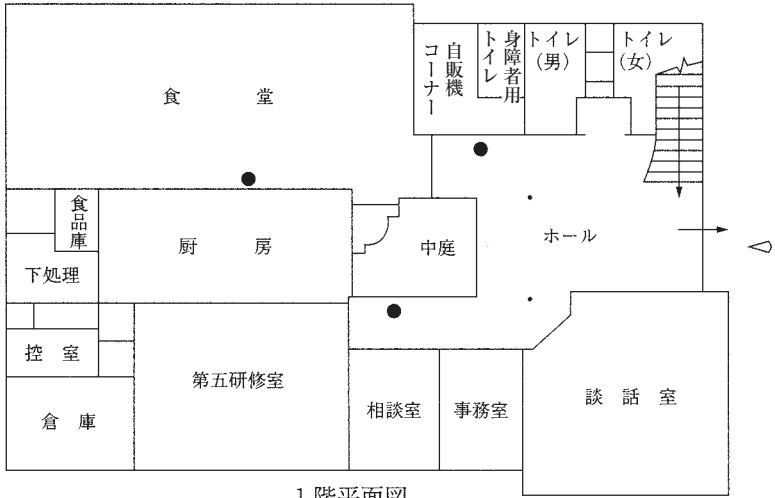 食堂
自販機
コーナー
身障者用
トイレ
トイレ
(男)
トイレ
(女)
食品庫
厨房
中庭
ホール
下処理
控室
第五研修室
倉庫
相談室
事務室
談話室
1階平面図